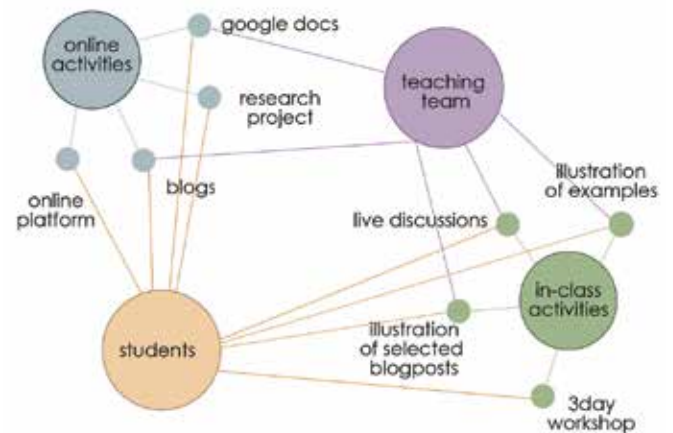 google docs
online
activities
teaching
team
research
project
illustration
of examples
blogs
online
platform
live discussions
in-class
activities
students
illustration
of selected
blogposts
3day
workshop